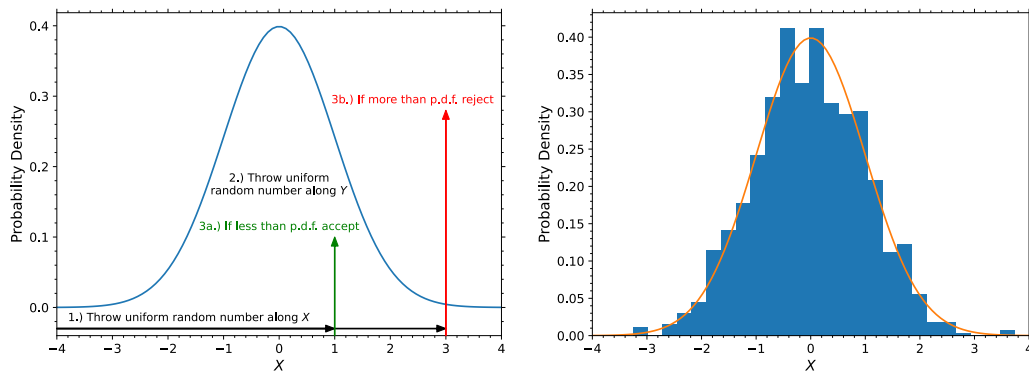 0.4
0.3
0.2
0.1
0.0
Probability Density
3b.) If more than p.d.f. reject
2.) Throw uniform
random number along Y
3a.) If less than p.d.f. accept
1.) Throw uniform random number along X
−4 −3 −2 −1 0 1 2 3 4
X
0.40
0.35
0.30
0.25
0.20
0.15
0.10
0.05
0.00
Probability Density
−4 −3 −2 −1 0 1 2 3 4
X